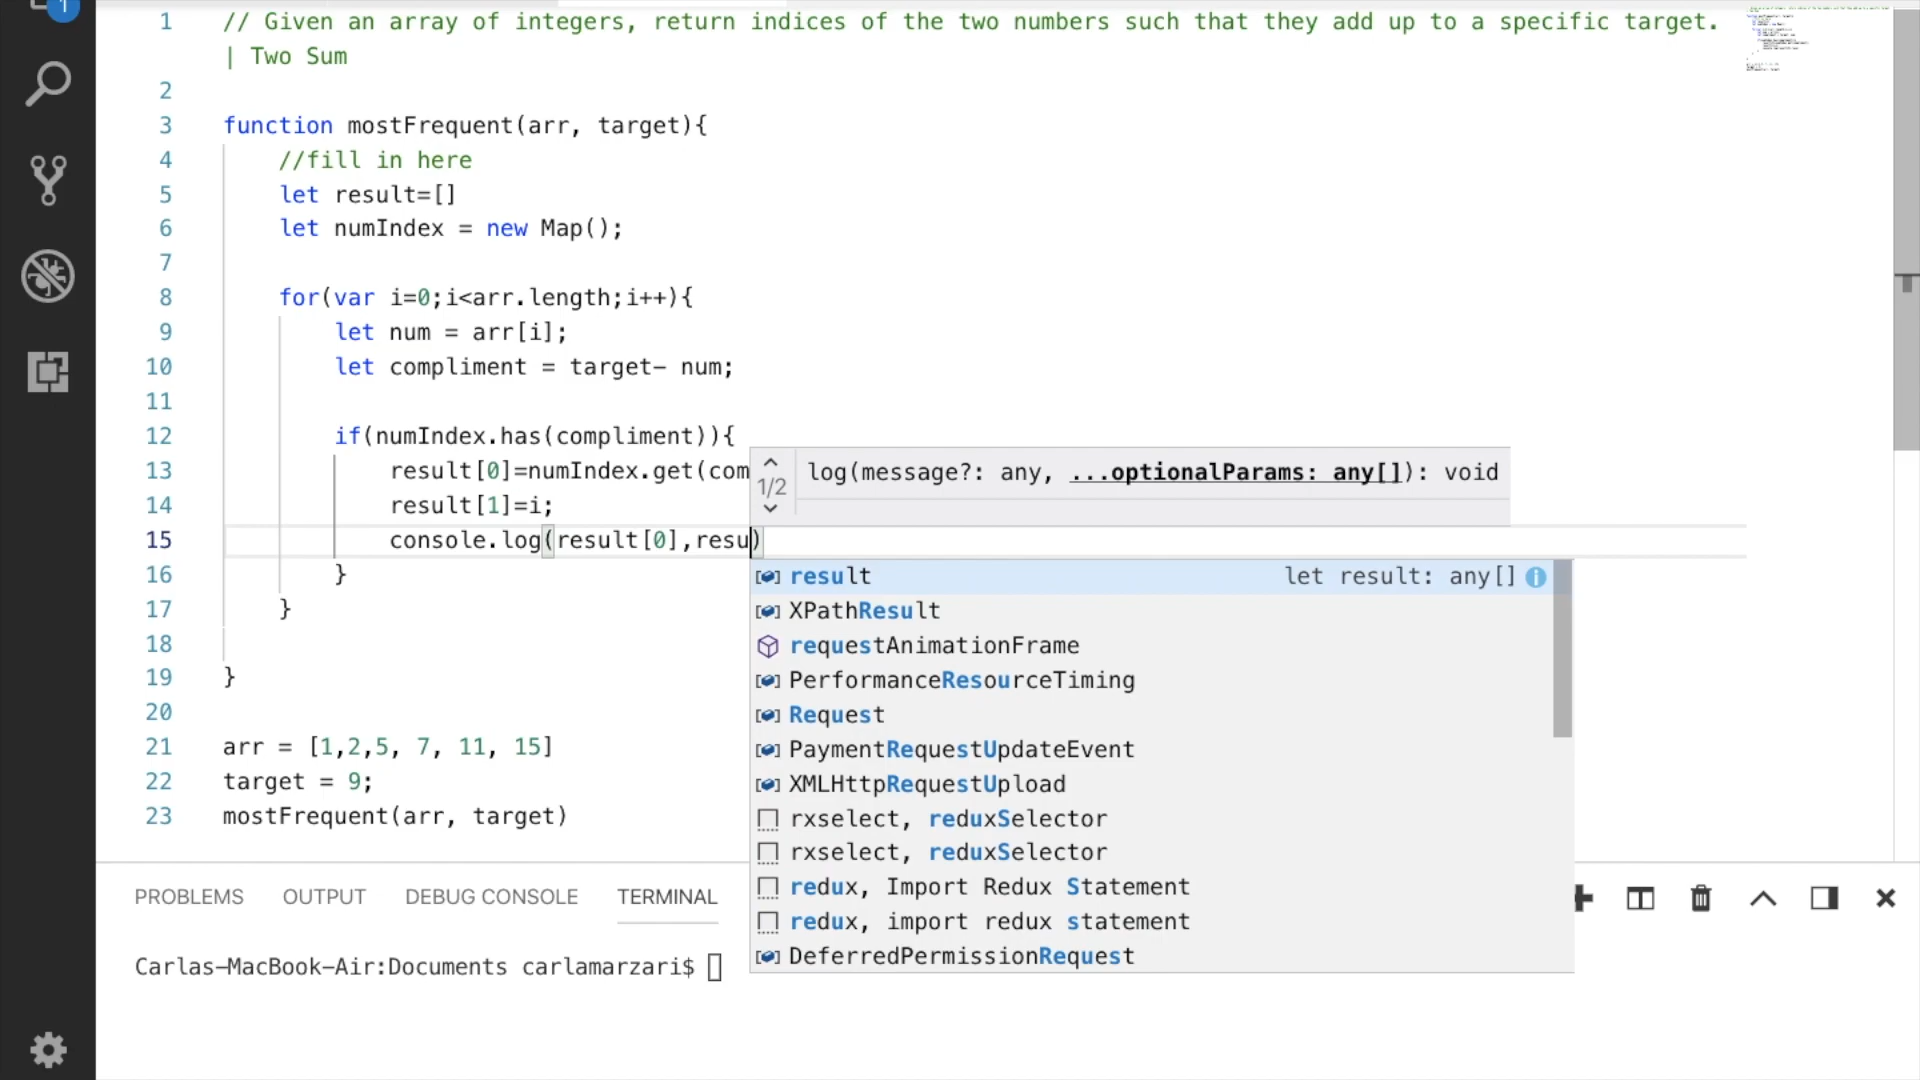 1
1 // Given an array of integers, return indices of the two numbers such that they add up to a specific target.
| Two Sum
2
3 function mostFrequent(arr, target){
4 //fill in here
5 let result=[]
6 let numIndex = new Map();
7
8 for(var i=0;i<arr.length;i++){
9 let num = arr[i];
10 let compliment = target- num;
11
12 if(numIndex.has(compliment)){
13 result[0]=numIndex.get(com
14 result[1]=i;
15 console.log(result[0],resu)
16 }
17 }
18
19 }
20
21 arr = [1,2,5, 7, 11, 15]
22 target = 9;
23 mostFrequent(arr, target)
1/2 log(message?: any, ...optionalParams: any[]): void
result let result: any[]
XPathResult
requestAnimationFrame
PerformanceResourceTiming
Request
PaymentRequestUpdateEvent
XMLHttpRequestUpload
rxselect, reduxSelector
rxselect, reduxSelector
redux, Import Redux Statement
redux, import redux statement
DeferredPermissionRequest
PROBLEMS OUTPUT DEBUG CONSOLE TERMINAL
Carlas-MacBook-Air:Documents carlamarzari$